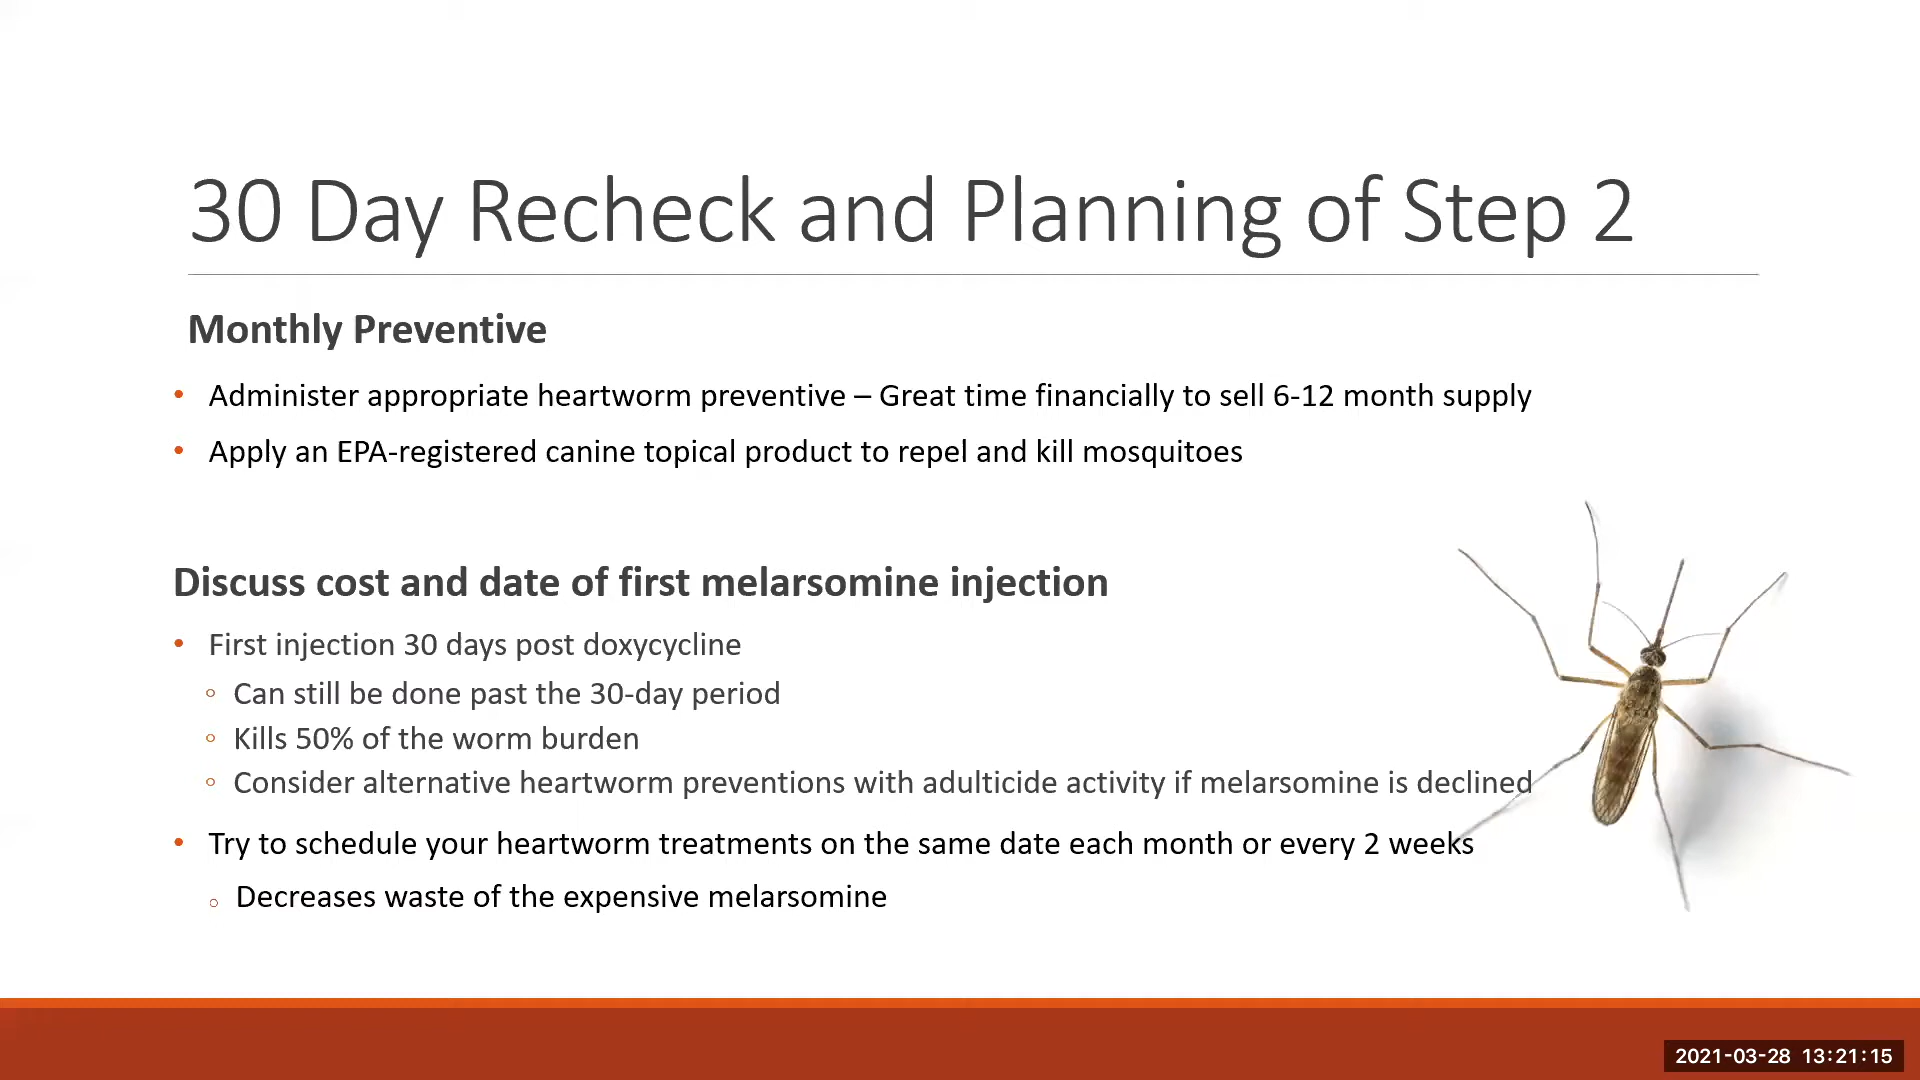 30 Day Recheck and Planning of Step 2
Monthly Preventive
• Administer appropriate heartworm preventive – Great time financially to sell 6-12 month supply
• Apply an EPA-registered canine topical product to repel and kill mosquitoes
Discuss cost and date of first melarsomine injection
• First injection 30 days post doxycycline
◦ Can still be done past the 30-day period
◦ Kills 50% of the worm burden
◦ Consider alternative heartworm preventions with adulticide activity if melarsomine is declined
• Try to schedule your heartworm treatments on the same date each month or every 2 weeks
○ Decreases waste of the expensive melarsomine
2021-03-28 13:21:15